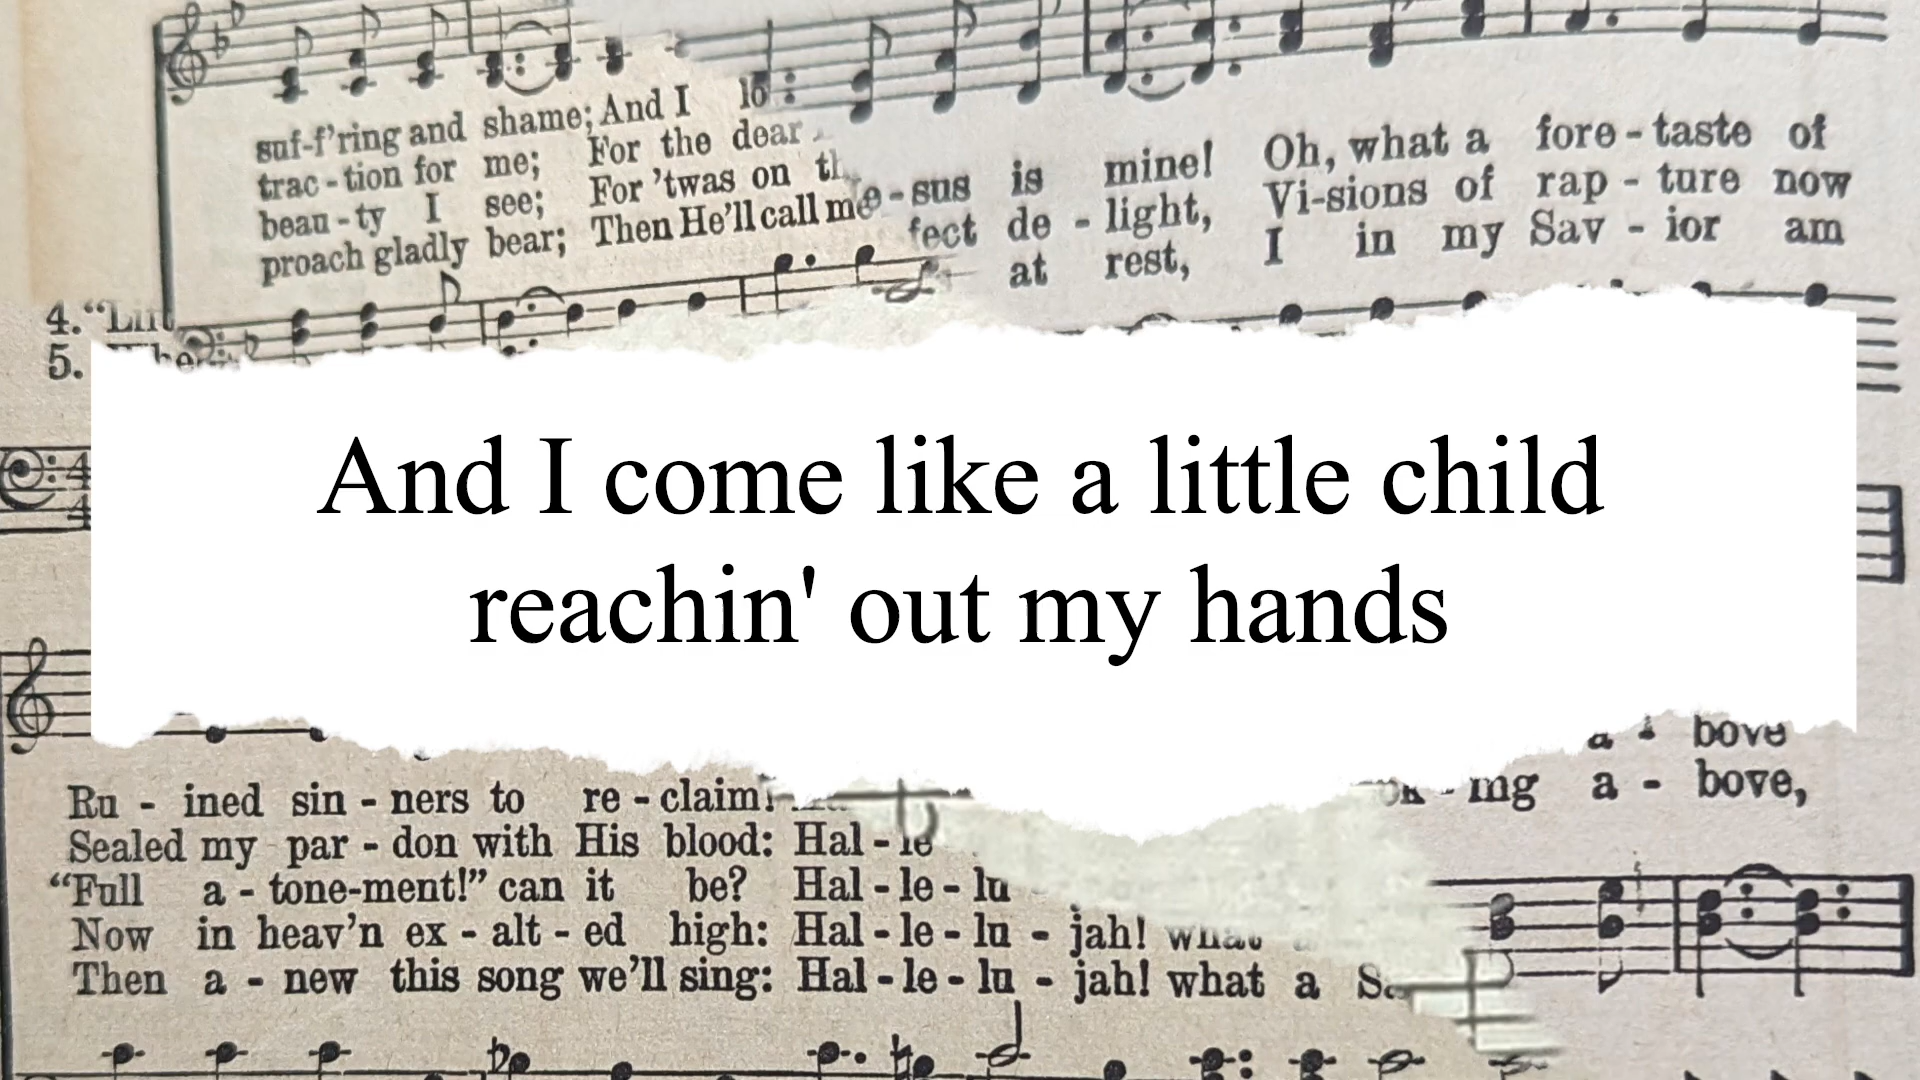 suf-f'ring and shame; And I lo
trac-tion for me; For the dear
beau-ty I see; For 'twas on th
proach gladly bear; Then He'll call me
e-sus is mine! Oh, what a fore-taste of
fect de-light, Vi-sions of rap-ture now
at rest, I in my Sav-ior am
4. "
5.
And I come like a little child
reachin' out my hands
a - bove
a - bove,
Ru - ined sin - ners to re - claim!
Sealed my par - don with His blood: Hal - le
"Full a - tone-ment!" can it be? Hal - le - lu
Now in heav'n ex - alt - ed high: Hal - le - lu - jah! what
Then a - new this song we'll sing: Hal - le - lu - jah! what a